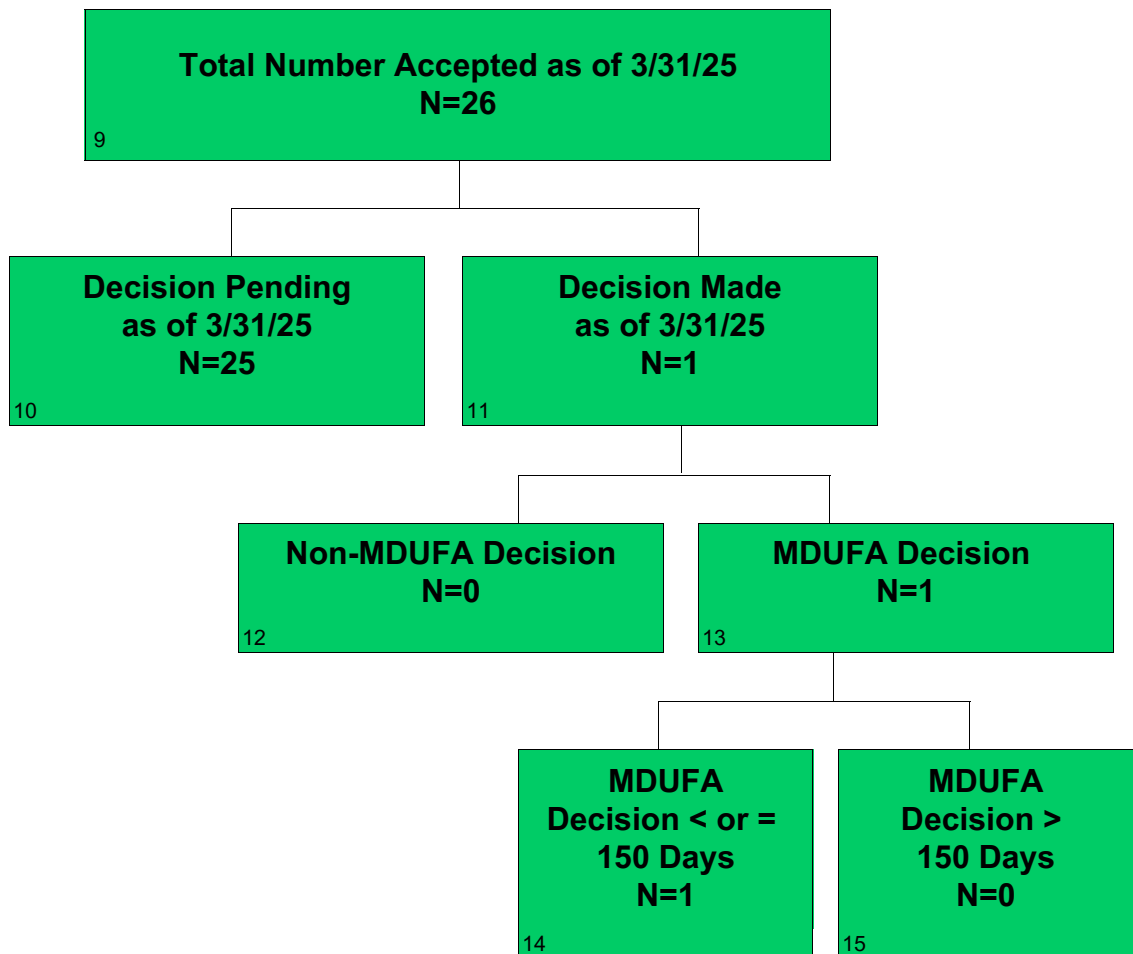 Total Number Accepted as of 3/31/25
N=26
9
Decision Pending
as of 3/31/25
N=25
10
Decision Made
as of 3/31/25
N=1
11
Non-MDUFA Decision
N=0
12
MDUFA Decision
N=1
13
MDUFA
Decision < or =
150 Days
N=1
14
MDUFA
Decision >
150 Days
N=0
15